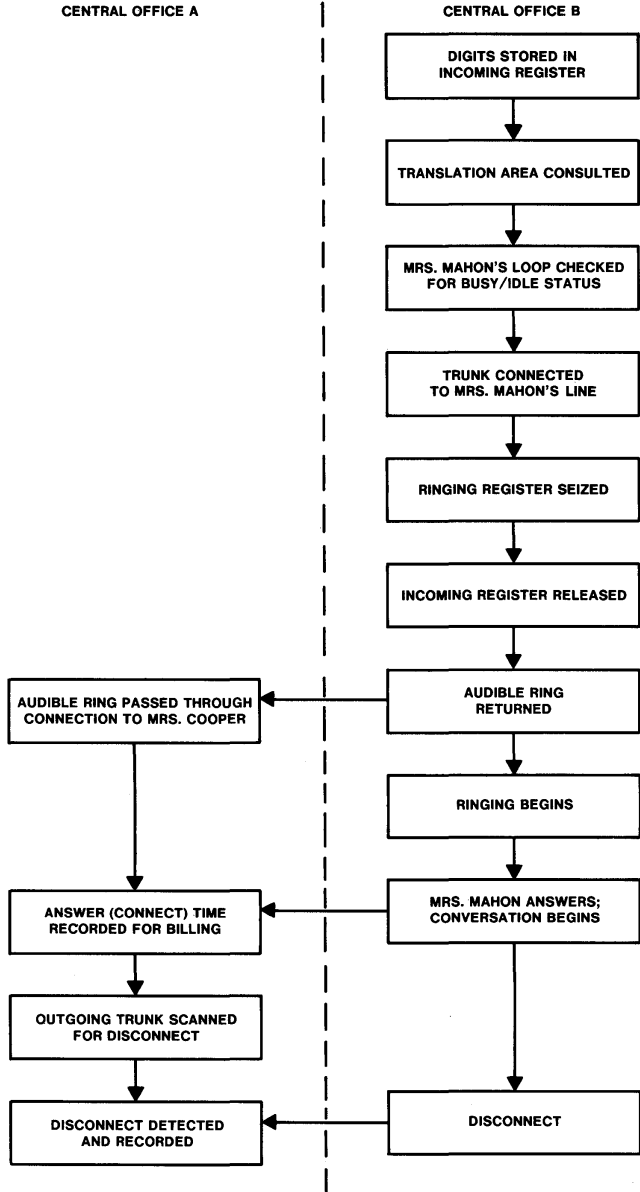 CENTRAL OFFICE A
CENTRAL OFFICE B
DIGITS STORED IN
INCOMING REGISTER
TRANSLATION AREA CONSULTED
MRS. MAHON'S LOOP CHECKED
FOR BUSY/IDLE STATUS
TRUNK CONNECTED
TO MRS. MAHON'S LINE
RINGING REGISTER SEIZED
INCOMING REGISTER RELEASED
AUDIBLE RING
RETURNED
AUDIBLE RING PASSED THROUGH
CONNECTION TO MRS. COOPER
RINGING BEGINS
MRS. MAHON ANSWERS;
CONVERSATION BEGINS
ANSWER (CONNECT) TIME
RECORDED FOR BILLING
OUTGOING TRUNK SCANNED
FOR DISCONNECT
DISCONNECT
DISCONNECT DETECTED
AND RECORDED